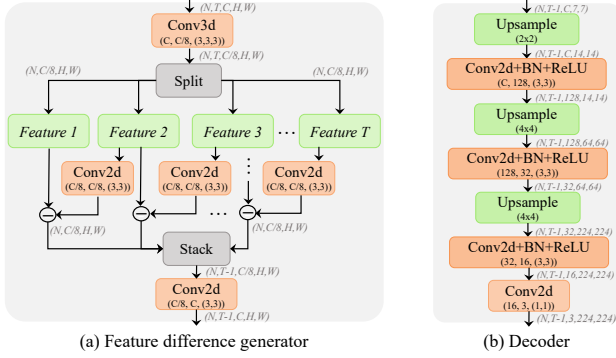 (N,T,C,H,W)
Conv3d
(C, C/8, (3,3,3))
(N,T,C/8,H,W)
Split
(N,C/8,H,W)
(N,C/8,H,W)
Feature 1
Feature 2
Feature 3
...
Feature T
Conv2d
(C/8, C/8, (3,3))
Conv2d
(C/8, C/8, (3,3))
Conv2d
(C/8, C/8, (3,3))
...
(N,C/8,H,W)
(N,C/8,H,W)
Stack
(N,T-1,C/8,H,W)
Conv2d
(C/8, C, (3,3))
(N,T-1,C,H,W)
(a) Feature difference generator
(N,T-1,C,7,7)
Upsample
(2x2)
(N,T-1,C,14,14)
Conv2d+BN+ReLU
(C, 128, (3,3))
(N,T-1,128,14,14)
Upsample
(4x4)
(N,T-1,128,64,64)
Conv2d+BN+ReLU
(128, 32, (3,3))
(N,T-1,32,64,64)
Upsample
(4x4)
(N,T-1,32,224,224)
Conv2d+BN+ReLU
(32, 16, (3,3))
(N,T-1,16,224,224)
Conv2d
(16, 3, (1,1))
(N,T-1,3,224,224)
(b) Decoder